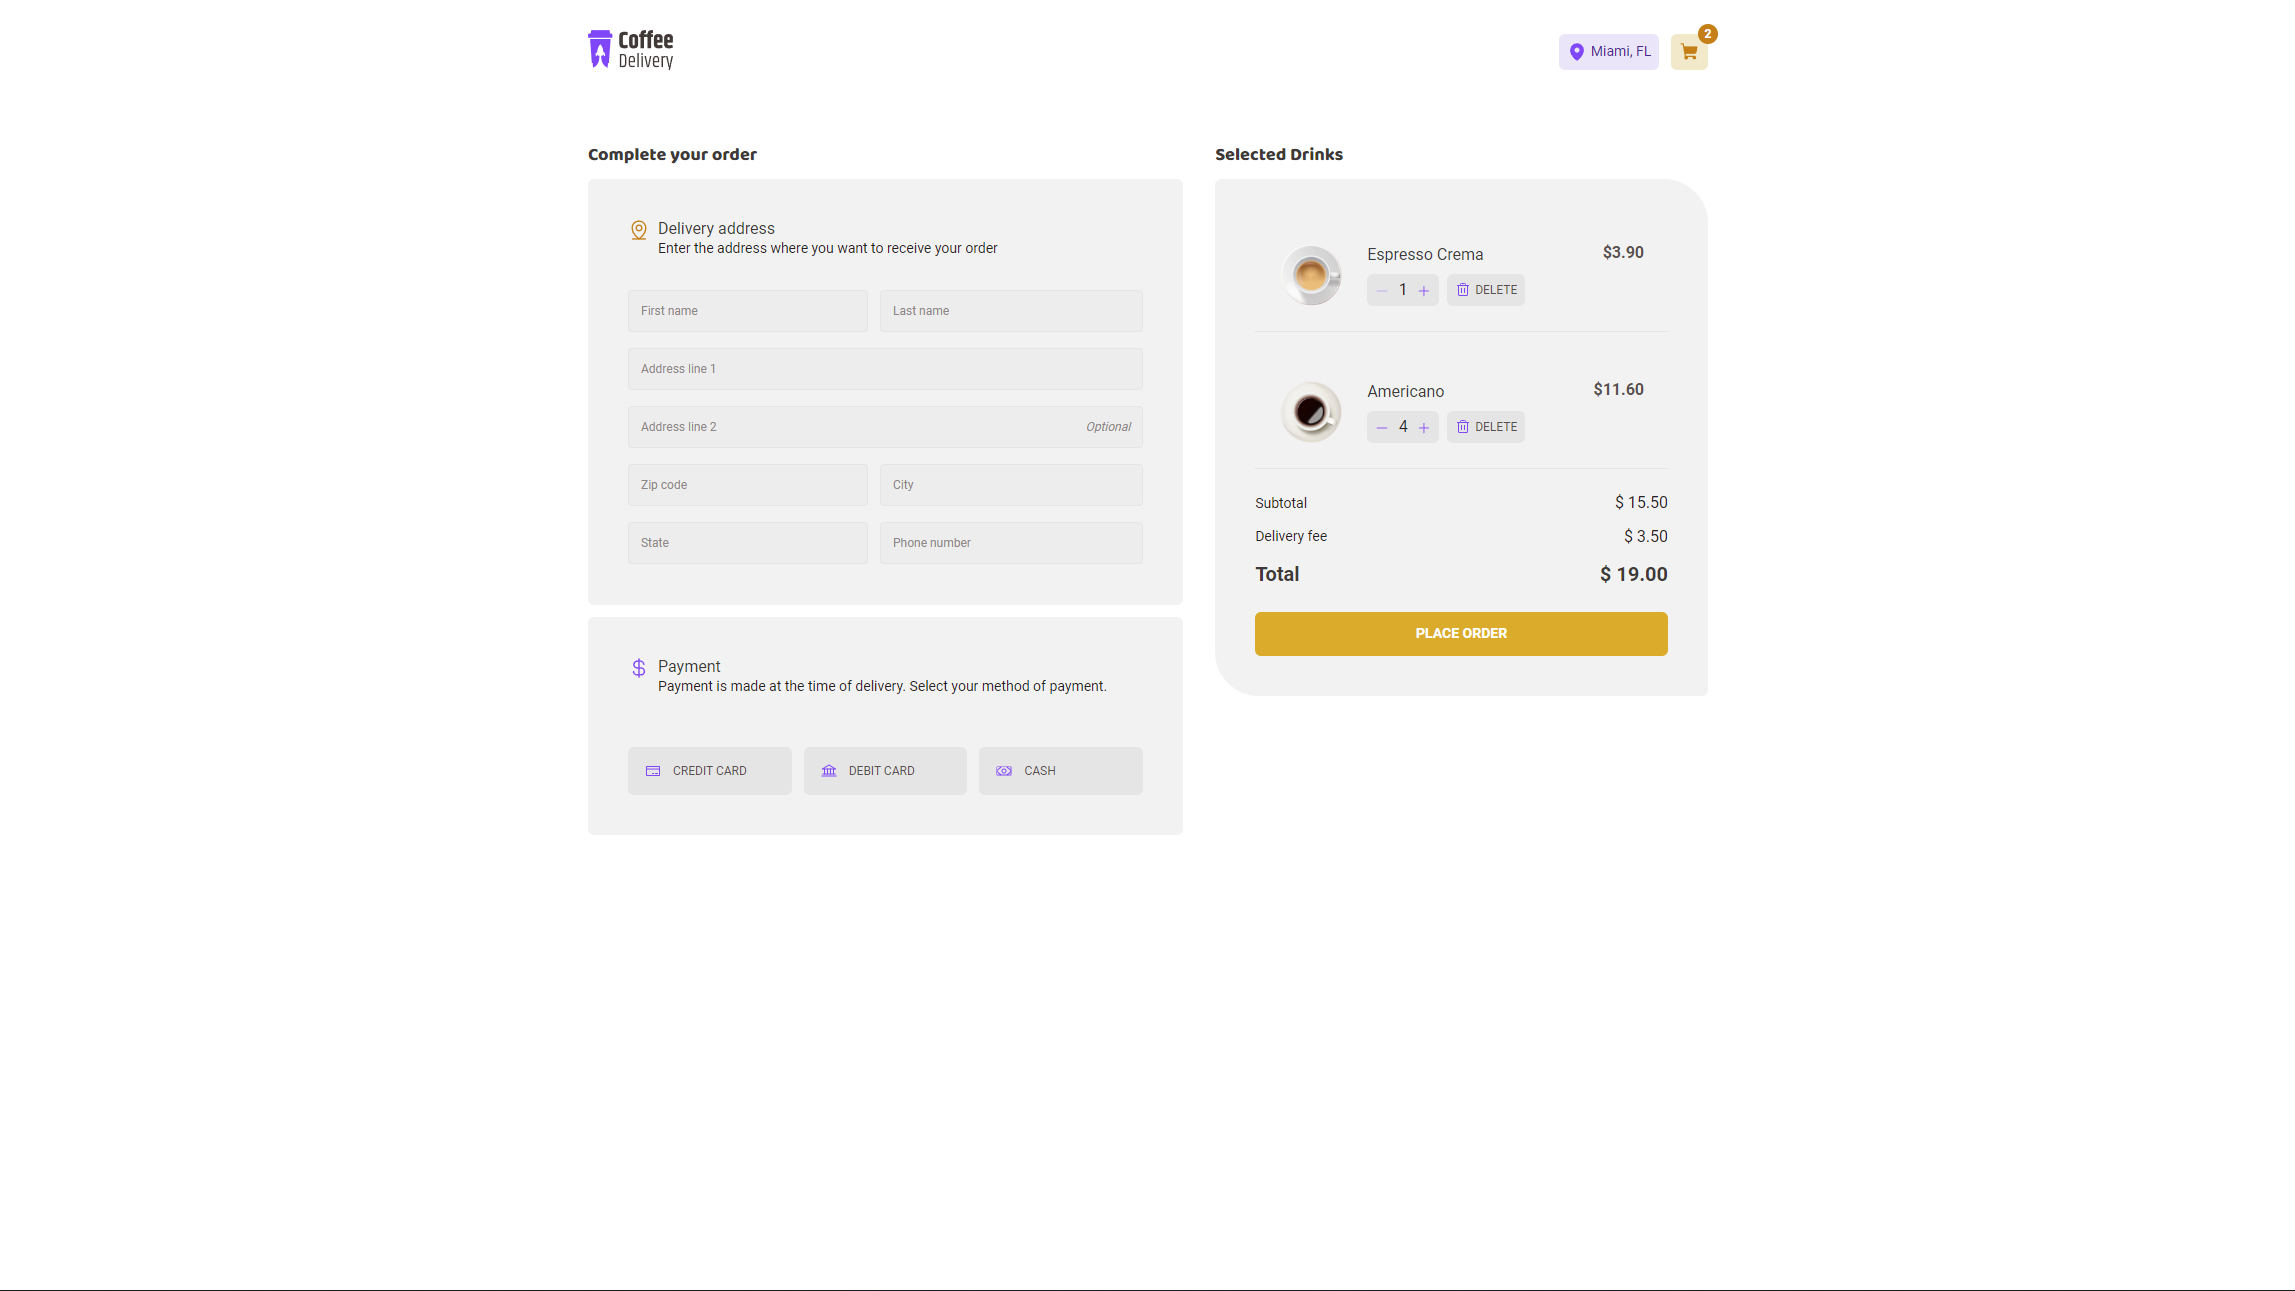 Coffee
Delivery
Miami, FL
2
Complete your order
Delivery address
Enter the address where you want to receive your order
First name
Last name
Address line 1
Address line 2
Optional
Zip code
City
State
Phone number
Payment
Payment is made at the time of delivery. Select your method of payment.
CREDIT CARD
DEBIT CARD
CASH
Selected Drinks
Espresso Crema
$3.90
1
DELETE
Americano
$11.60
4
DELETE
Subtotal
$ 15.50
Delivery fee
$ 3.50
Total
$ 19.00
PLACE ORDER